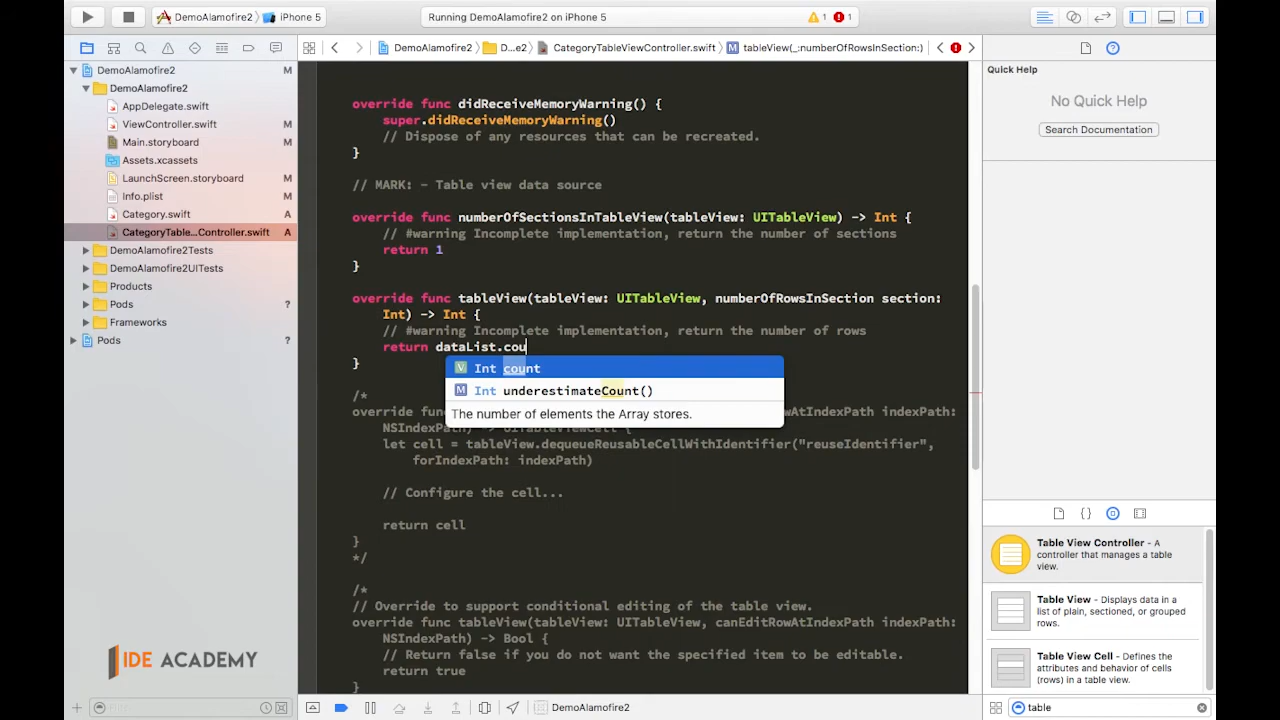 DemoAlamofire2 iPhone 5
Running DemoAlamofire2 on iPhone 5
1 1
DemoAlamofire2 M
DemoAlamofire2
AppDelegate.swift
ViewController.swift M
Main.storyboard M
Assets.xcassets
LaunchScreen.storyboard M
Info.plist M
Category.swift A
CategoryTable...Controller.swift A
DemoAlamofire2Tests
DemoAlamofire2UITests
Products
Pods ?
Frameworks
Pods ?
IDE ACADEMY
DemoAlamofire2 D...e2 CategoryTableViewController.swift M tableView(_:numberOfRowsInSection:)
override func didReceiveMemoryWarning() {
super.didReceiveMemoryWarning()
// Dispose of any resources that can be recreated.
}
// MARK: - Table view data source
override func numberOfSectionsInTableView(tableView: UITableView) -> Int {
// #warning Incomplete implementation, return the number of sections
return 1
}
override func tableView(tableView: UITableView, numberOfRowsInSection section:
Int) -> Int {
// #warning Incomplete implementation, return the number of rows
return dataList.cou
}
V Int count
M Int underestimateCount()
The number of elements the Array stores.
/*
override func wAtIndexPath indexPath:
NSIndexPath) -> UITableViewCell {
let cell = tableView.dequeueReusableCellWithIdentifier("reuseIdentifier",
forIndexPath: indexPath)
// Configure the cell...
return cell
}
*/
/*
// Override to support conditional editing of the table view.
override func tableView(tableView: UITableView, canEditRowAtIndexPath indexPath:
NSIndexPath) -> Bool {
// Return false if you do not want the specified item to be editable.
return true
}
DemoAlamofire2
Quick Help
No Quick Help
Search Documentation
{ }
Table View Controller - A
controller that manages a table
view.
Table View - Displays data in a
list of plain, sectioned, or grouped
rows.
Table View Cell - Defines the
attributes and behavior of cells
(rows) in a table view.
table